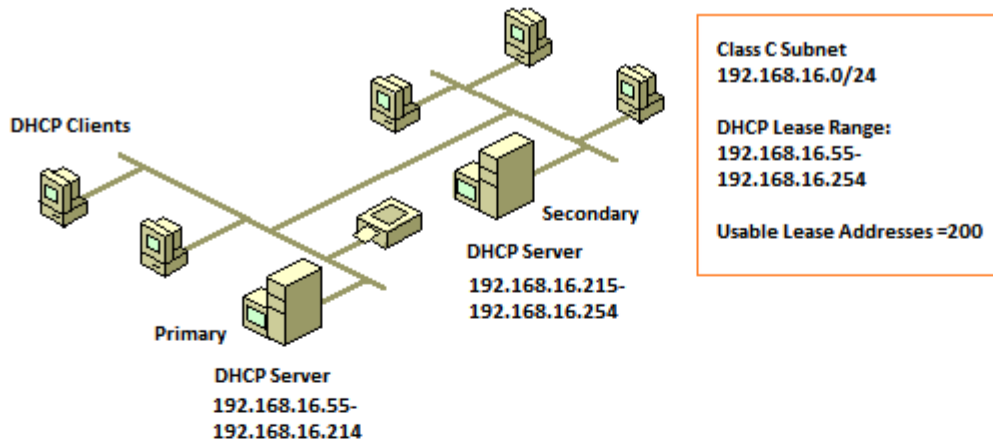 DHCP Clients
Primary
DHCP Server
192.168.16.55-
192.168.16.214
Secondary
DHCP Server
192.168.16.215-
192.168.16.254
Class C Subnet
192.168.16.0/24
DHCP Lease Range:
192.168.16.55-
192.168.16.254
Usable Lease Addresses =200